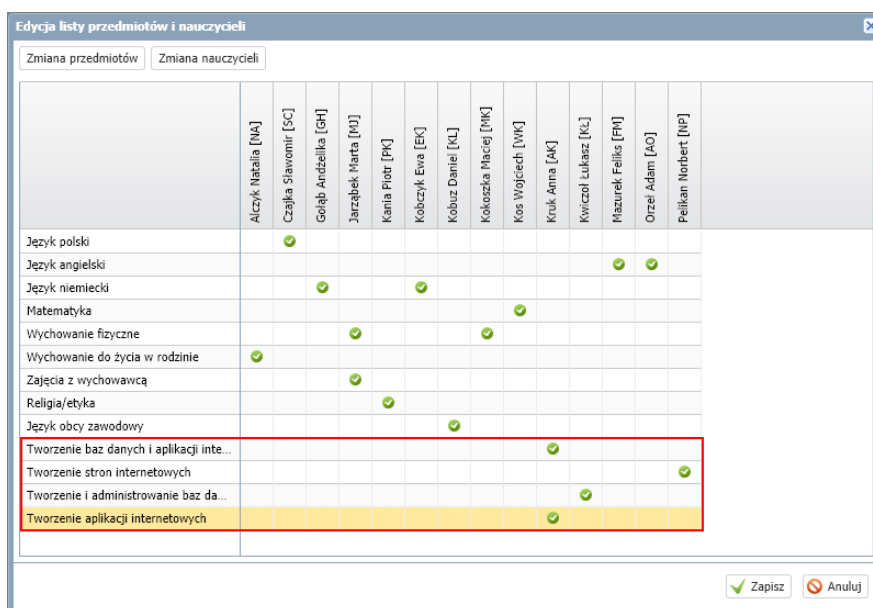 Edycja listy przedmiotów i nauczycieli
Zmiana przedmiotów Zmiana nauczycieli
Alczyk Natalia [NA]
Czajka Sławomir [SC]
Gołąb Andżelika [GH]
Jarząbek Marta [MJ]
Kania Piotr [PK]
Kobczyk Ewa [EK]
Kobuz Daniel [KL]
Kokoszka Maciej [MK]
Kos Wojciech [WK]
Kruk Anna [AK]
Kwiczoł Łukasz [KŁ]
Mazurek Feliks [FM]
Orzeł Adam [AO]
Pelikan Norbert [NP]
Język polski
Język angielski
Język niemiecki
Matematyka
Wychowanie fizyczne
Wychowanie do życia w rodzinie
Zajęcia z wychowawcą
Religia/etyka
Język obcy zawodowy
Tworzenie baz danych i aplikacji inte...
Tworzenie stron internetowych
Tworzenie i administrowanie baz da...
Tworzenie aplikacji internetowych
Zapisz Anuluj